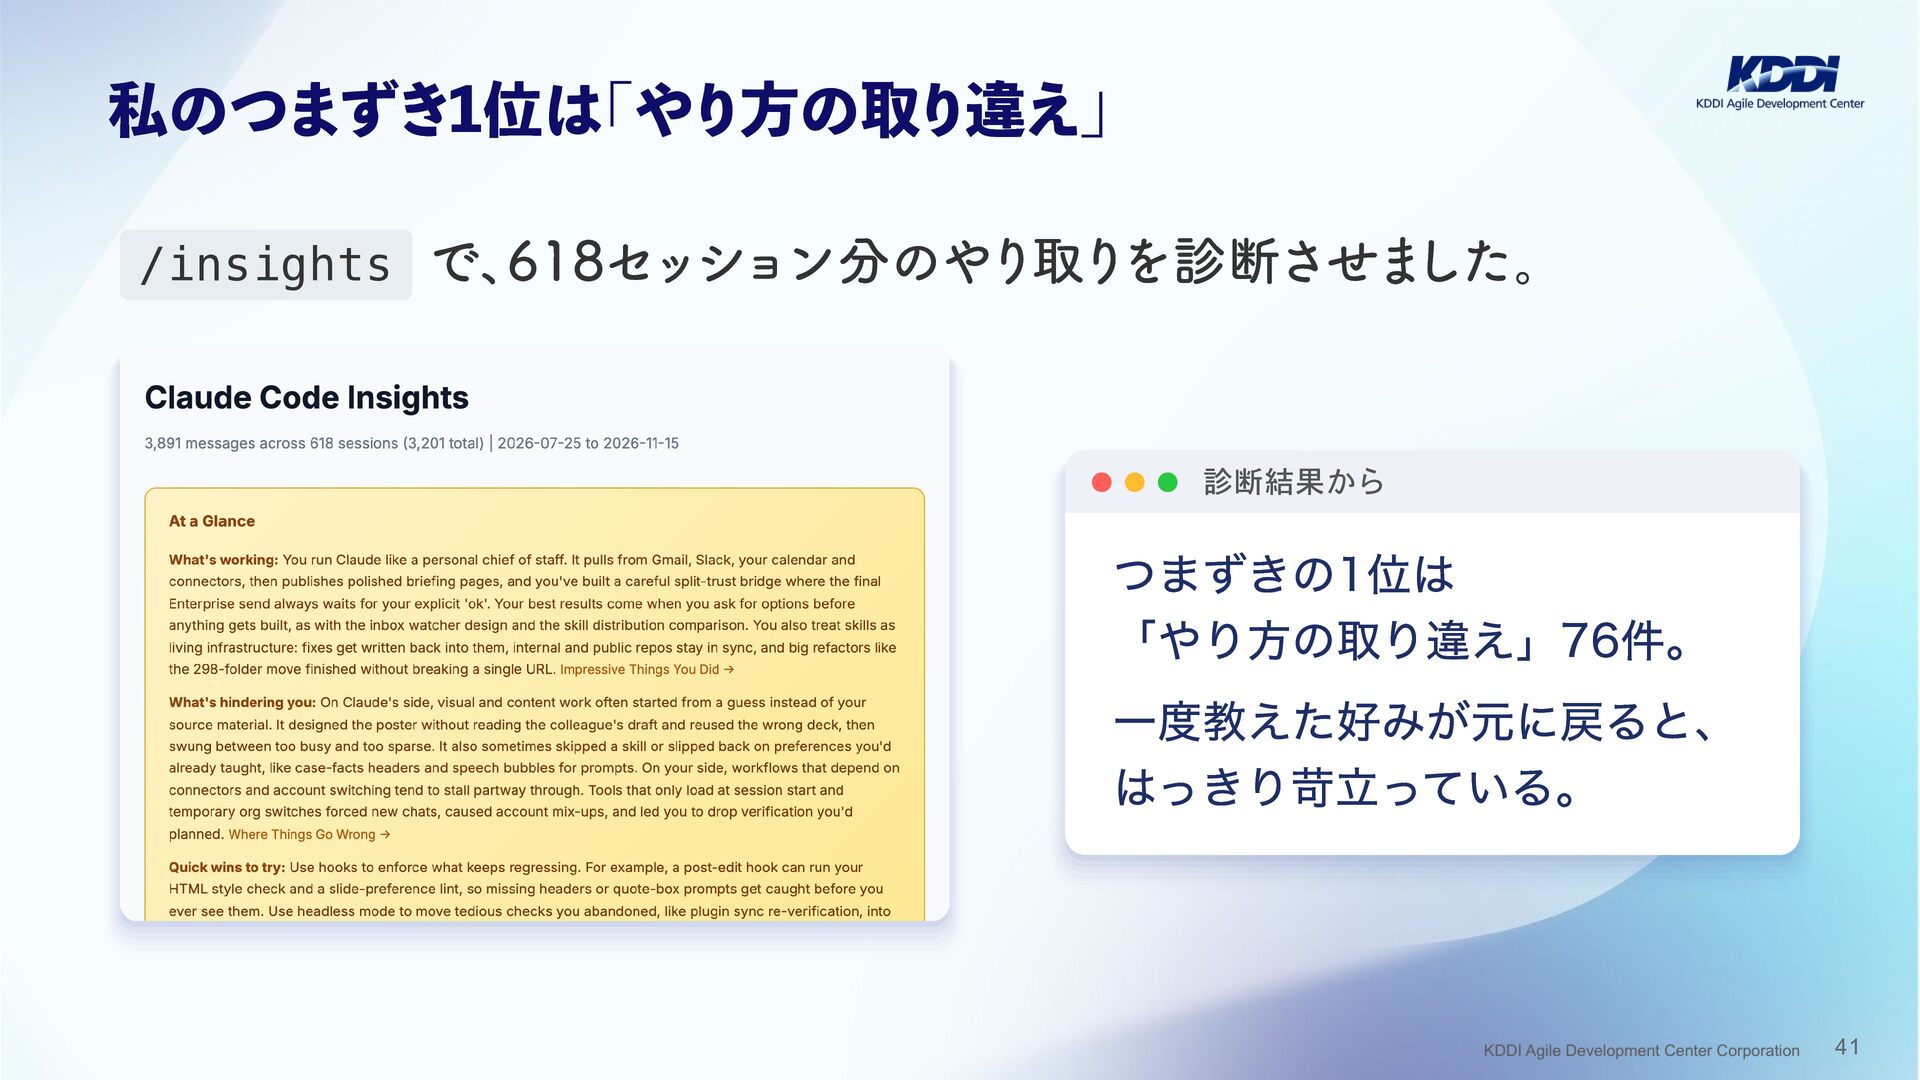 私のつまずき1位は「やり方の取り違え」
KDDI
KDDI Agile Development Center
/insights で、618セッション分のやり取りを診断させました。
Claude Code Insights
3,891 messages across 618 sessions (3,201 total) | 2026-07-25 to 2026-11-15
At a Glance
What's working: You run Claude like a personal chief of staff. It pulls from Gmail, Slack, your calendar and
connectors, then publishes polished briefing pages, and you've built a careful split-trust bridge where the final
Enterprise send always waits for your explicit 'ok'. Your best results come when you ask for options before
anything gets built, as with the inbox watcher design and the skill distribution comparison. You also treat skills as
living infrastructure: fixes get written back into them, internal and public repos stay in sync, and big refactors like
the 298-folder move finished without breaking a single URL. Impressive Things You Did →
What's hindering you: On Claude's side, visual and content work often started from a guess instead of your
source material. It designed the poster without reading the colleague's draft and reused the wrong deck, then
swung between too busy and too sparse. It also sometimes skipped a skill or slipped back on preferences you'd
already taught, like case-facts headers and speech bubbles for prompts. On your side, workflows that depend on
connectors and account switching tend to stall partway through. Tools that only load at session start and
temporary org switches forced new chats, caused account mix-ups, and led you to drop verification you'd
planned. Where Things Go Wrong →
Quick wins to try: Use hooks to enforce what keeps regressing. For example, a post-edit hook can run your
HTML style check and a slide-preference lint, so missing headers or quote-box prompts get caught before you
ever see them. Use headless mode to move tedious checks you abandoned, like plugin sync re-verification, into
診断結果から
つまずきの1位は
「やり方の取り違え」76件。
一度教えた好みが元に戻ると、
はっきり苛立っている。
KDDI Agile Development Center Corporation
41